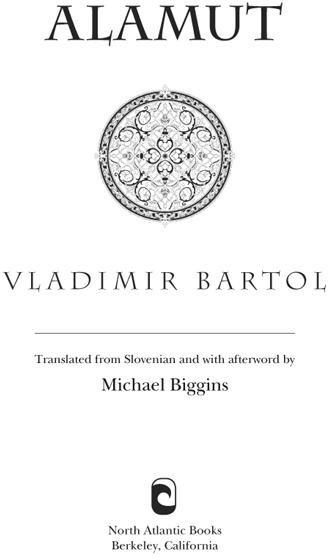 ALAMUT
VLADIMIR BARTOL
Translated from Slovenian and with afterword by
Michael Biggins
North Atlantic Books
Berkeley, California